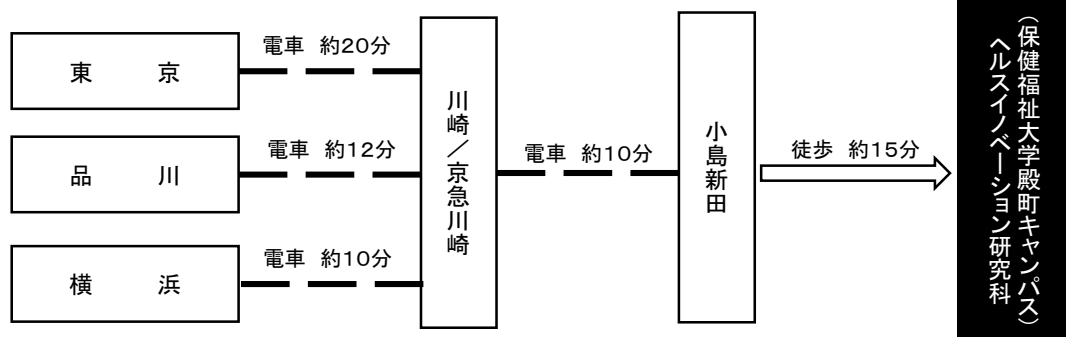 東　京
電車 約20分
品　川
電車 約12分
横　浜
電車 約10分
川崎／京急川崎
電車 約10分
小島新田
徒歩 約15分
（保健福祉大学殿町キャンパス）
ヘルスイノベーション研究科